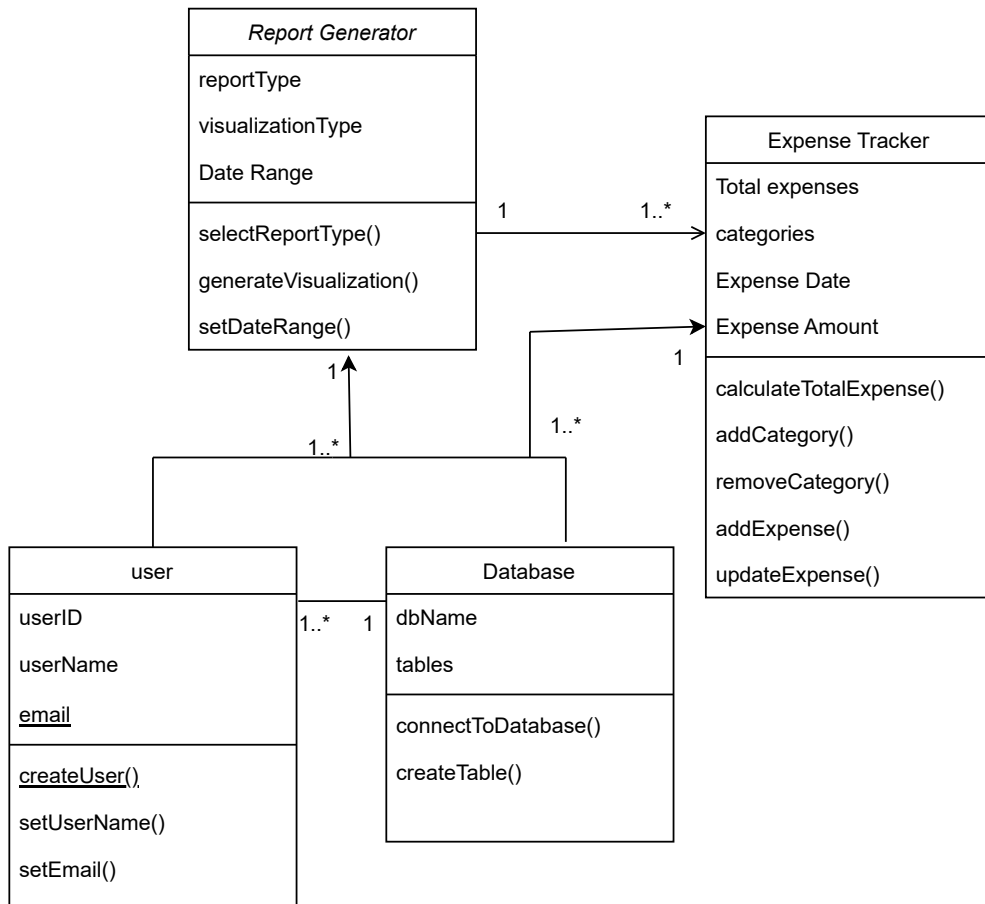 Report Generator
reportType
visualizationType
Date Range
selectReportType()
generateVisualization()
setDateRange()
Expense Tracker
Total expenses
categories
Expense Date
Expense Amount
calculateTotalExpense()
addCategory()
removeCategory()
addExpense()
updateExpense()
1
1..*
1
1
1..*
1..*
user
userID
userName
email
createUser()
setUserName()
setEmail()
1..*
1
Database
dbName
tables
connectToDatabase()
createTable()